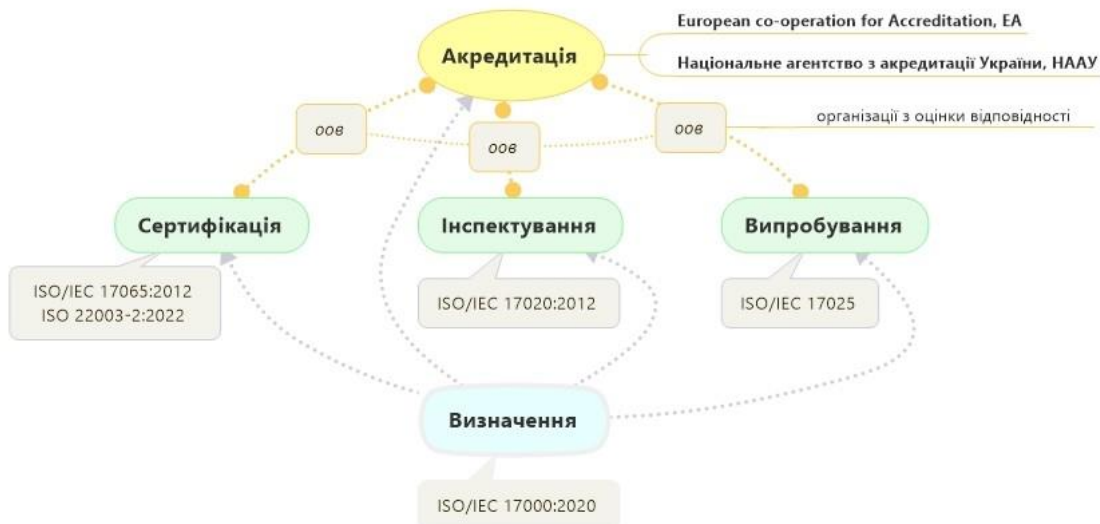 European co-operation for Accreditation, EA
Акредитація
Національне агентство з акредитації України, НААУ
оов
оов
оов
організації з оцінки відповідності
Сертифікація
Інспектування
Випробування
ISO/IEC 17065:2012
ISO 22003-2:2022
ISO/IEC 17020:2012
ISO/IEC 17025
Визначення
ISO/IEC 17000:2020